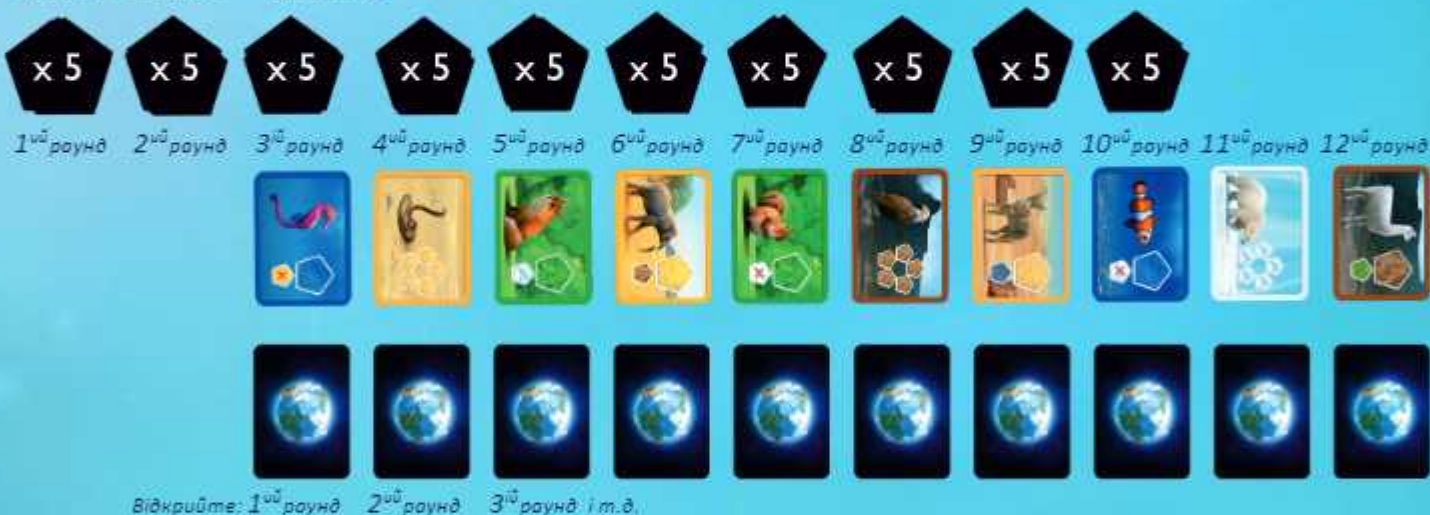 x 5 x 5 x 5 x 5 x 5 x 5 x 5 x 5 x 5 x 5
1ий раунд 2ий раунд 3ій раунд 4ий раунд 5ий раунд 6ий раунд 7ий раунд 8ий раунд 9ий раунд 10ий раунд 11ий раунд 12ий раунд
Відкрийте: 1ий раунд 2ий раунд 3ій раунд і т.д.